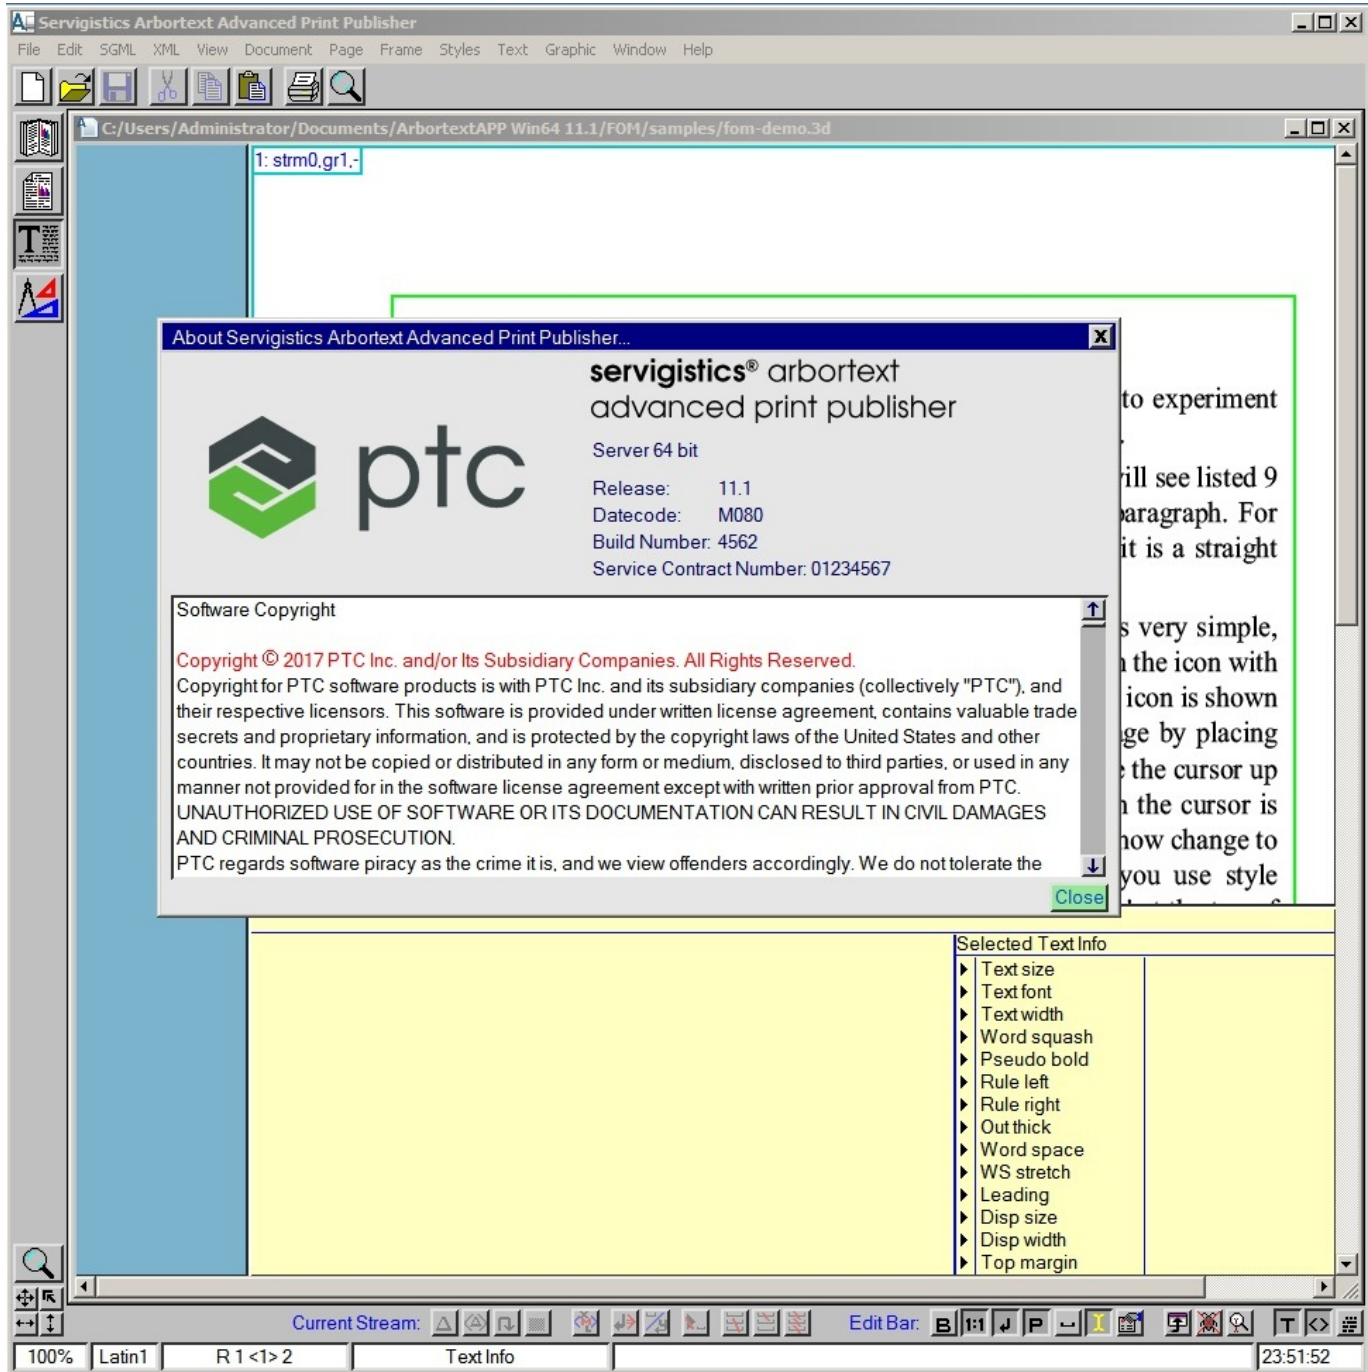 Servigistics Arbortext Advanced Print Publisher
File Edit SGML XML View Document Page Frame Styles Text Graphic Window Help
C:/Users/Administrator/Documents/ArbortextAPP Win64 11.1/FOM/samples/fom-demo.3d
1: strm0,gr1,-
About Servigistics Arbortext Advanced Print Publisher...
servigistics® arbortext
advanced print publisher
ptc
Server 64 bit
Release: 11.1
Datecode: M080
Build Number: 4562
Service Contract Number: 01234567
Software Copyright
Copyright © 2017 PTC Inc. and/or Its Subsidiary Companies. All Rights Reserved.
Copyright for PTC software products is with PTC Inc. and its subsidiary companies (collectively "PTC"), and
their respective licensors. This software is provided under written license agreement, contains valuable trade
secrets and proprietary information, and is protected by the copyright laws of the United States and other
countries. It may not be copied or distributed in any form or medium, disclosed to third parties, or used in any
manner not provided for in the software license agreement except with written prior approval from PTC.
UNAUTHORIZED USE OF SOFTWARE OR ITS DOCUMENTATION CAN RESULT IN CIVIL DAMAGES
AND CRIMINAL PROSECUTION.
PTC regards software piracy as the crime it is, and we view offenders accordingly. We do not tolerate the
Close
to experiment
ill see listed 9
aragraph. For
it is a straight
s very simple,
the icon with
icon is shown
ge by placing
the cursor up
the cursor is
now change to
you use style
Selected Text Info
Text size
Text font
Text width
Word squash
Pseudo bold
Rule left
Rule right
Out thick
Word space
WS stretch
Leading
Disp size
Disp width
Top margin
Current Stream:
Edit Bar: B 1:1 P T
100% Latin1 R 1 <1> 2 Text Info 23:51:52